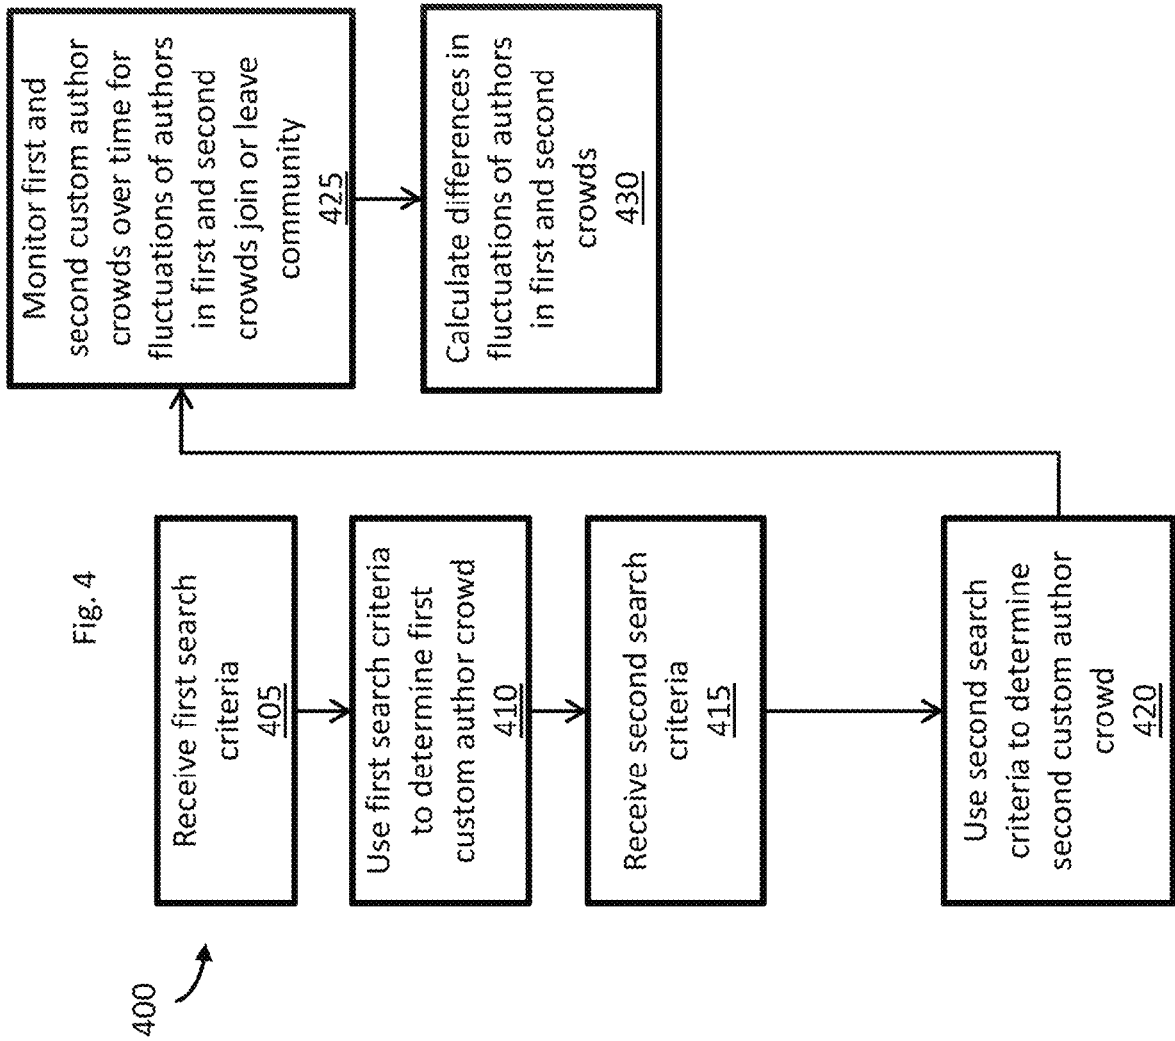 Fig. 4
400
Receive first search
criteria
405
Use first search criteria
to determine first
custom author crowd
410
Receive second search
criteria
415
Use second search
criteria to determine
second custom author
crowd
420
Monitor first and
second custom author
crowds over time for
fluctuations of authors
in first and second
crowds join or leave
community
425
Calculate differences in
fluctuations of authors
in first and second
crowds
430